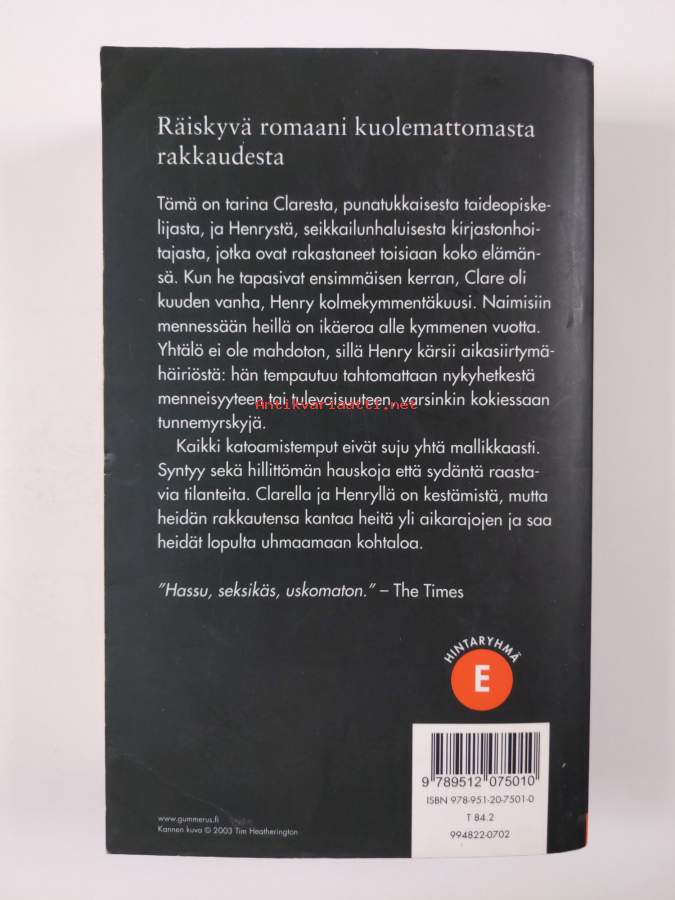 Räiskyvä romaani kuolemattomasta
rakkaudesta
Tämä on tarina Claresta, punatukkaisesta taideopiske-
lijasta, ja Henrystä, seikkailunhaluisesta kirjastonhoi-
tajasta, jotka ovat rakastaneet toisiaan koko elämän-
sä. Kun he tapasivat ensimmäisen kerran, Clare oli
kuuden vanha, Henry kolmekymmentäkuusi. Naimisiin
mennessään heillä on ikäeroa alle kymmenen vuotta.
Yhtälö ei ole mahdoton, sillä Henry kärsii aikasiirtymä-
häiriöstä: hän tempautuu tahtomattaan nykyhetkestä
menneisyyteen tai tulevaisuuteen, varsinkin kokiessaan
Antikvariaatti.net
tunnemyrskyjä.
Kaikki katoamistemput eivät suju yhtä mallikkaasti.
Syntyy sekä hillittömän hauskoja että sydäntä raasta-
via tilanteita. Clarella ja Henryllä on kestämistä, mutta
heidän rakkautensa kantaa heitä yli aikarajojen ja saa
heidät lopulta uhmaamaan kohtaloa.
"Hassu, seksikäs, uskomaton." – The Times
HINTARYHMÄ
E
9 789512 075010
ISBN 978-951-20-7501-0
T 84.2
994822-0702
www.gummerus.fi
Kannen kuva © 2003 Tim Heatherington